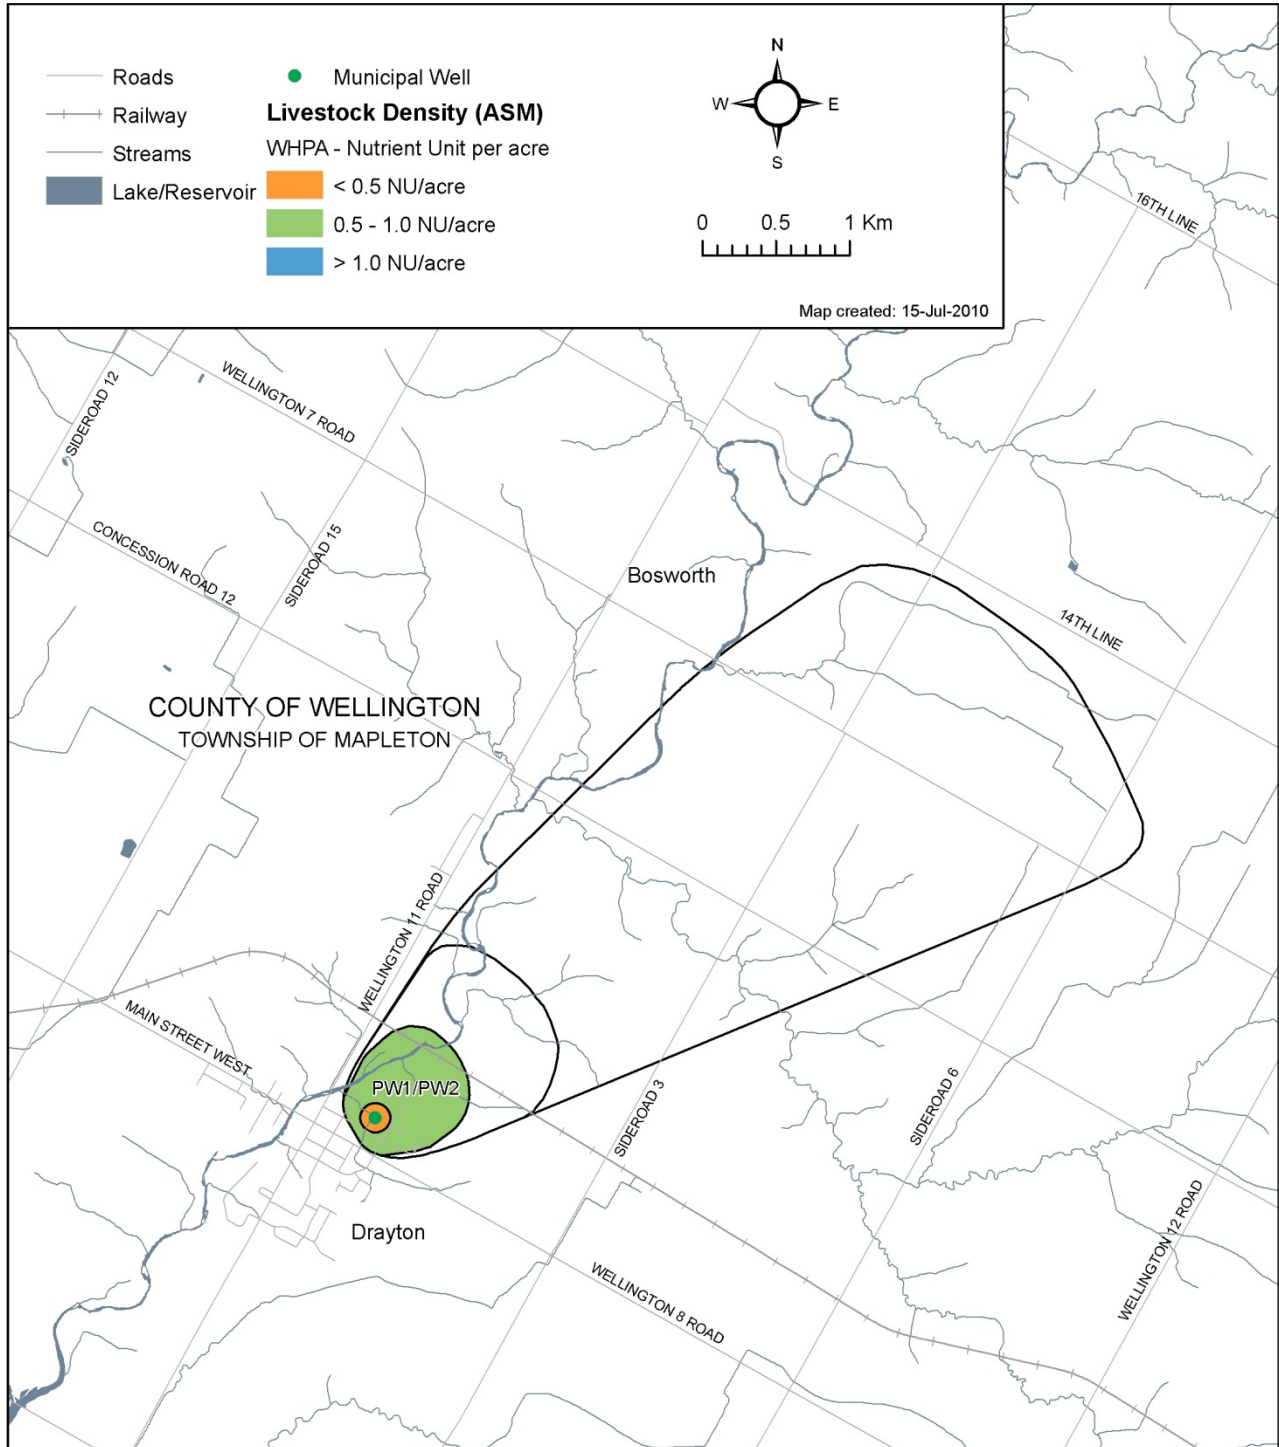 Roads
Railway
Streams
Lake/Reservoir
Municipal Well
Livestock Density (ASM)
WHPA - Nutrient Unit per acre
< 0.5 NU/acre
0.5 - 1.0 NU/acre
> 1.0 NU/acre
N
W
E
S
0 0.5 1 Km
Map created: 15-Jul-2010
16TH LINE
SIDEROAD 12
WELLINGTON 7 ROAD
CONCESSION ROAD 12
SIDEROAD 15
Bosworth
14TH LINE
COUNTY OF WELLINGTON
TOWNSHIP OF MAPLETON
WELLINGTON 11 ROAD
MAIN STREET WEST
PW1/PW2
SIDEROAD 3
SIDEROAD 6
Drayton
WELLINGTON 8 ROAD
WELLINGTON 12 ROAD